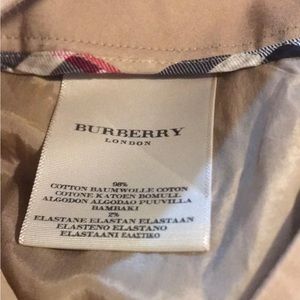 BURBERRY
LONDON
98%
COTTON BAUMWOLLE COTON
COTONE KATOEN BOMULL
ALGODON ALGODAO PUUVILLA
BAMBAKI
2%
ELASTANE ELASTAN ELASTAAN
ELASTENO ELASTANO
ELASTAANI ΕΛΑΣΤΙΚΟ